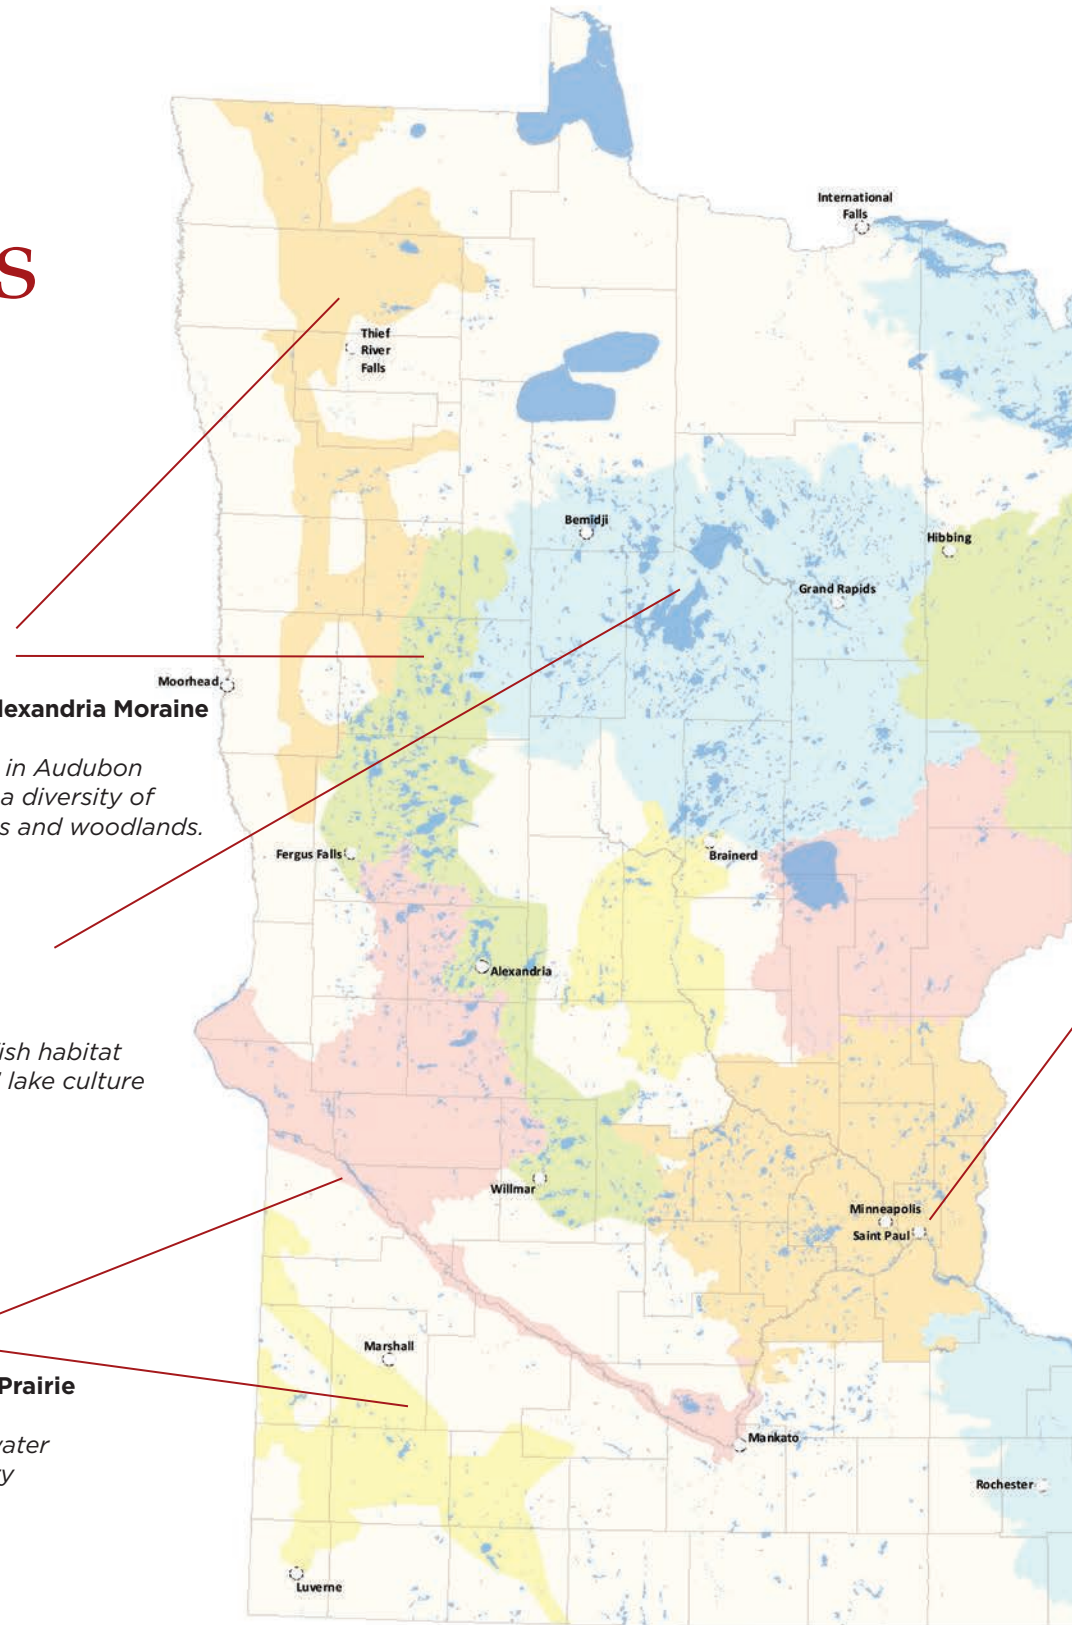 s
International
Falls
Thief
River
Falls
Bemidji
Hibbing
Grand Rapids
Moorhead
lexandria Moraine
in Audubon
a diversity of
s and woodlands.
Fergus Falls
Brainerd
Alexandria
ish habitat
lake culture
Willmar
Minneapolis
Saint Paul
Marshall
Prairie
vater
y
Mankato
Rochester
Luverne